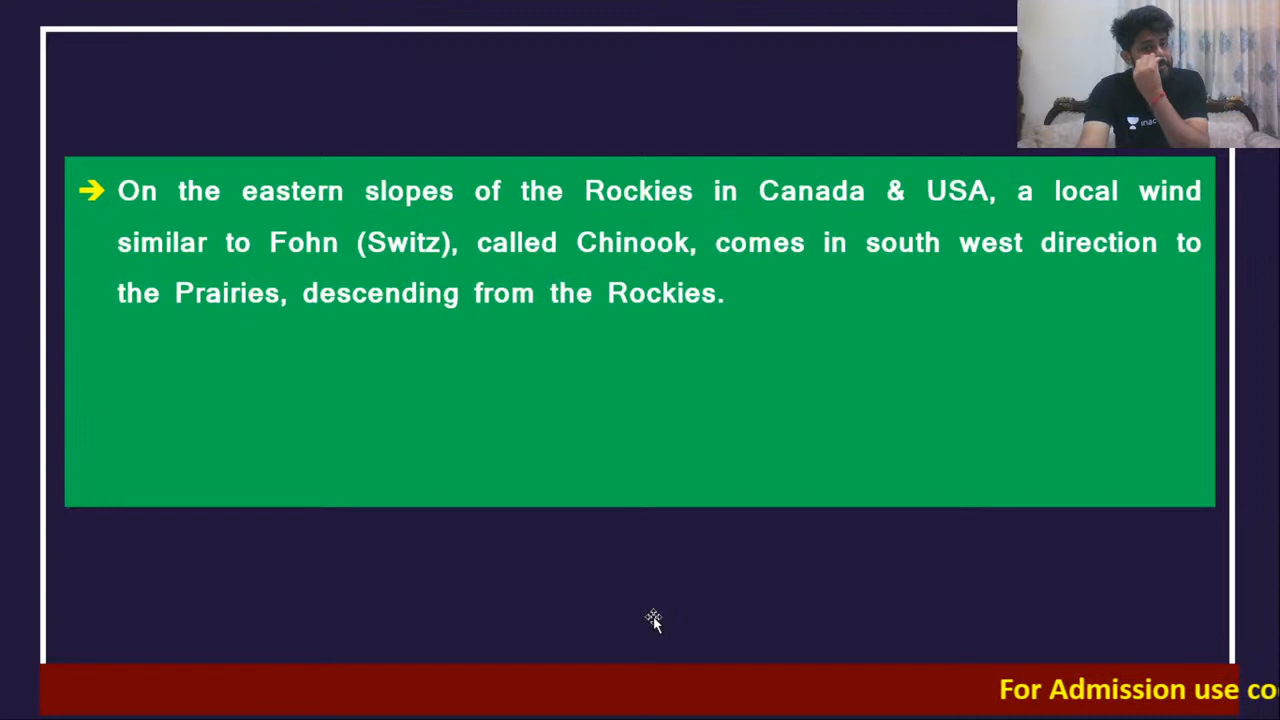 ➔ On the eastern slopes of the Rockies in Canada & USA, a local wind
similar to Fohn (Switz), called Chinook, comes in south west direction to
the Prairies, descending from the Rockies.
For Admission use